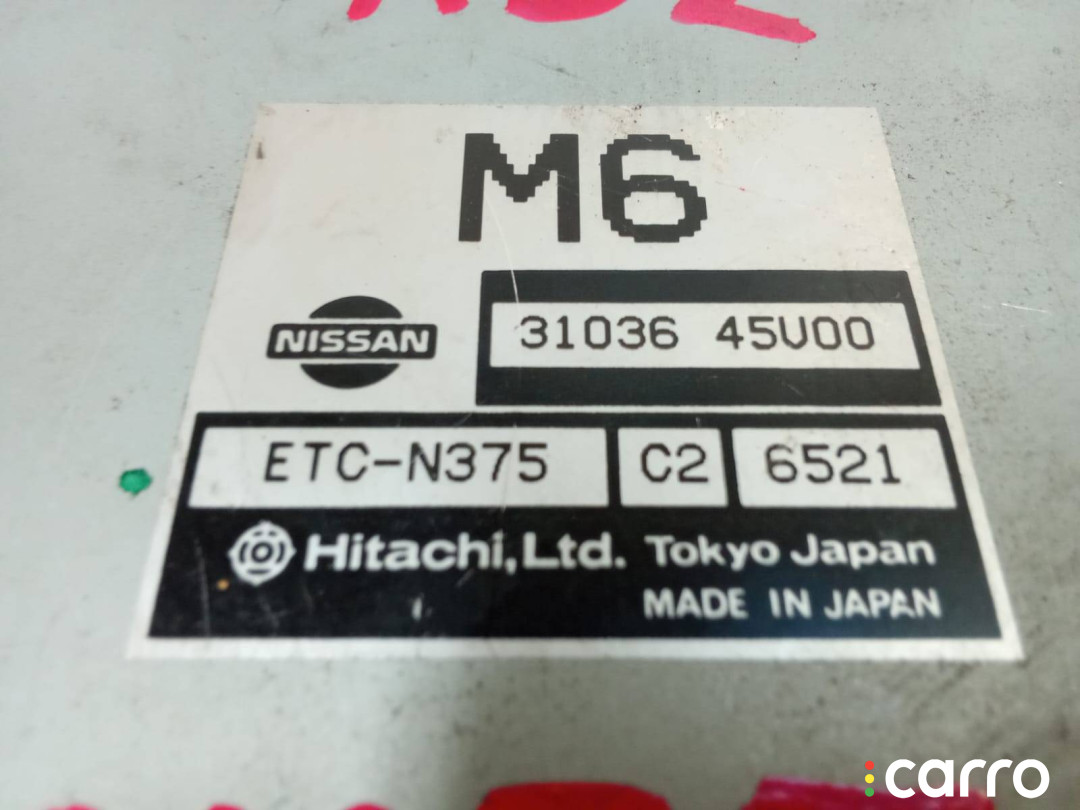 M6
NISSAN
31036 45V00
ETC-N375 C2 6521
Hitachi, Ltd. Tokyo Japan
MADE IN JAPAN
carro